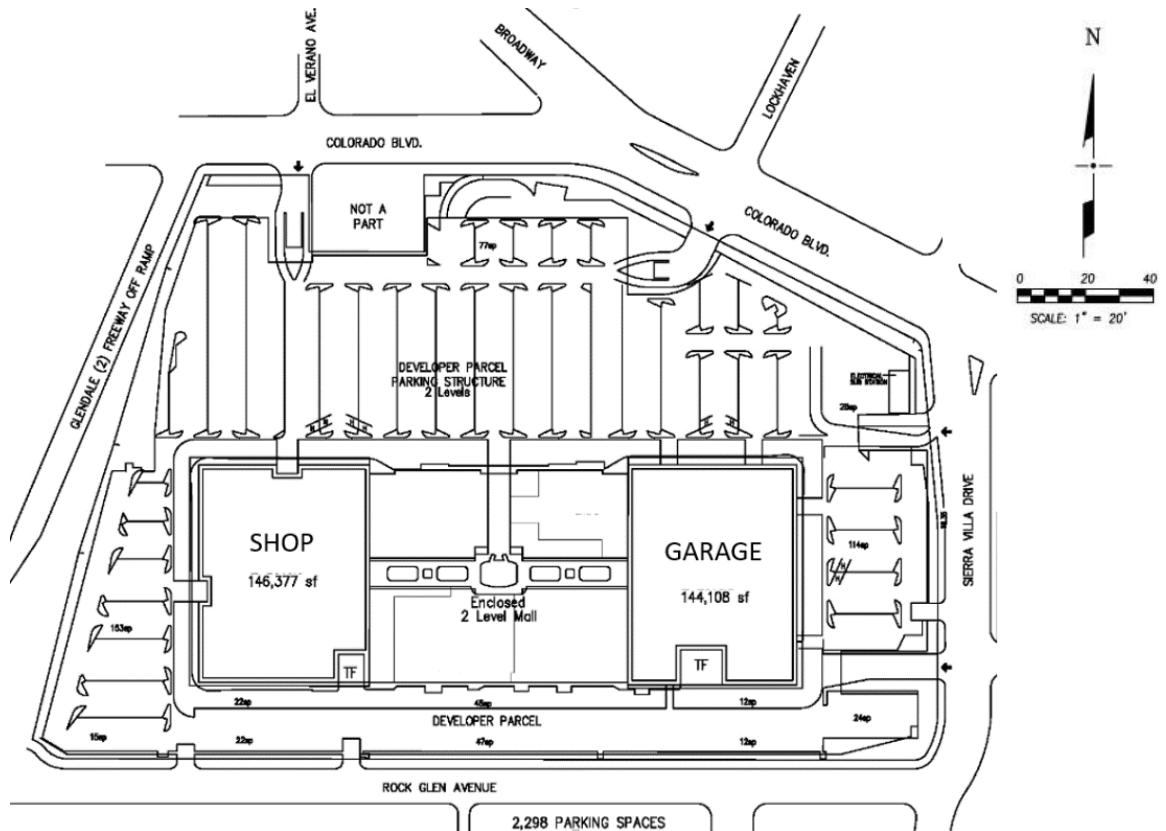 EL VERANO AVE.
BROADWAY
LOCKHAVEN
N
COLORADO BLVD.
NOT A
PART
COLORADO BLVD.
77sp
0 20 40
SCALE: 1" = 20'
GLENDALE (2) FREEWAY OFF RAMP
DEVELOPER PARCEL
PARKING STRUCTURE
2 Levels
ELECTRICAL
SUB STATION
SIERRA VILLA DRIVE
SHOP
146,377 sf
GARAGE
144,108 sf
114sp
Enclosed
2 Level Mall
TF
TF
22sp
12sp
DEVELOPER PARCEL
24sp
15sp
22sp
47sp
12sp
ROCK GLEN AVENUE
2,298 PARKING SPACES